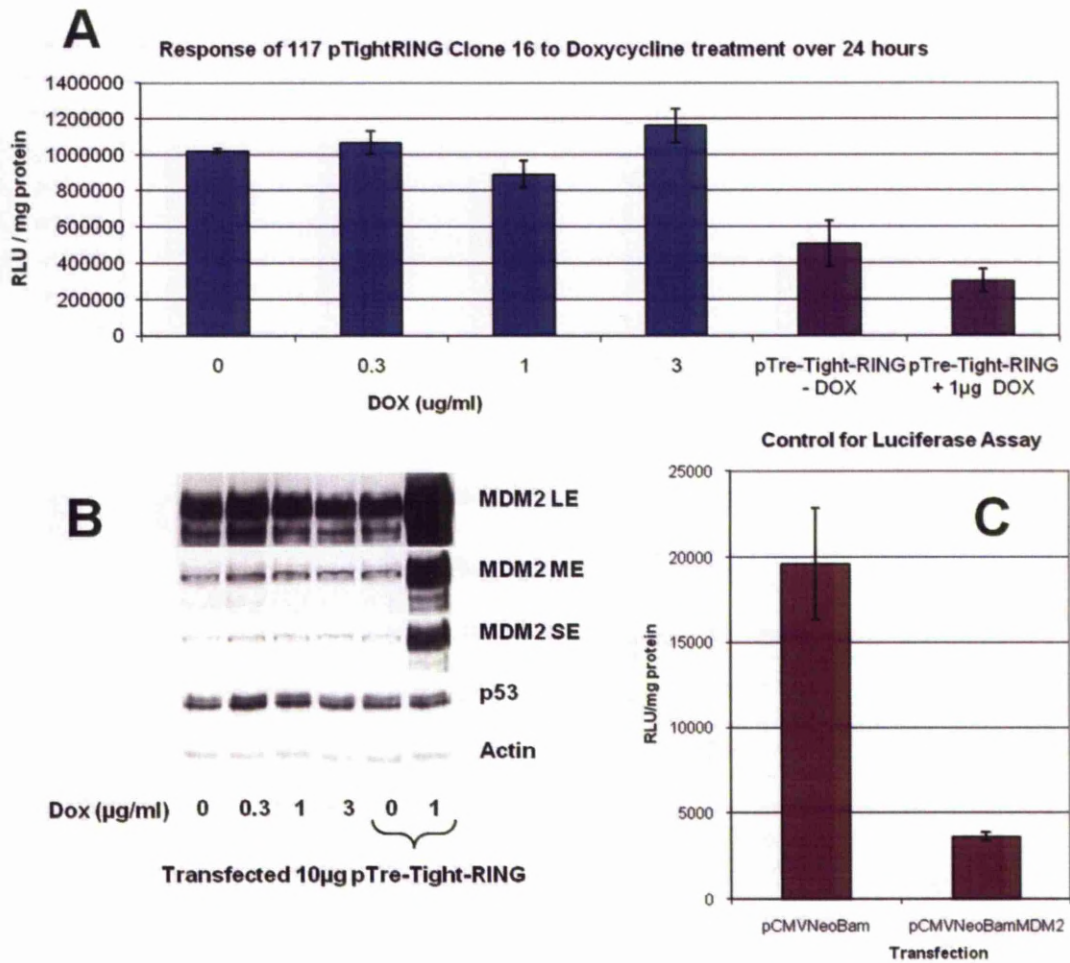 A
Response of 117 pTightRING Clone 16 to Doxycycline treatment over 24 hours
RLU / mg protein
1400000
1200000
1000000
800000
600000
400000
200000
0
0
0.3
1
3
pTre-Tight-RING - DOX
pTre-Tight-RING + 1µg DOX
DOX (ug/ml)
B
MDM2 LE
MDM2 ME
MDM2 SE
p53
Actin
Dox (µg/ml) 0 0.3 1 3 0 1
Transfected 10µg pTre-Tight-RING
Control for Luciferase Assay
C
RLU/mg protein
25000
20000
15000
10000
5000
0
pCMVNeoBam
pCMVNeoBamMDM2
Transfection